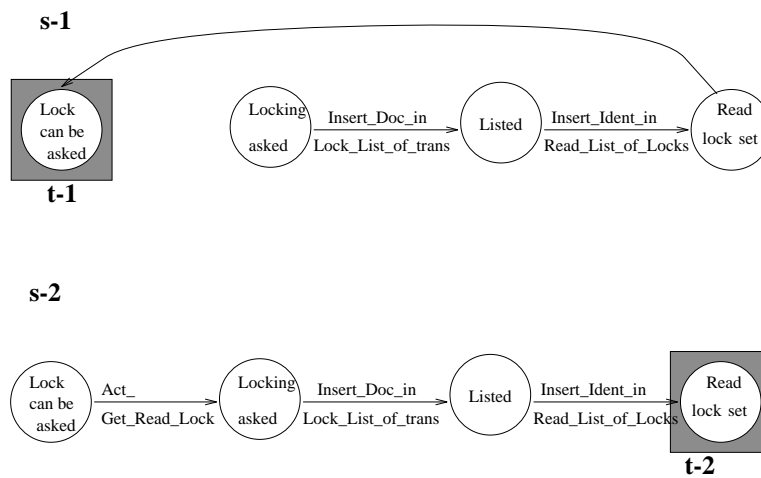 s-1
Lock
can be
asked
t-1
Locking
asked
Insert_Doc_in
Lock_List_of_trans
Listed
Insert_Ident_in
Read_List_of_Locks
Read
lock set
s-2
Lock
can be
asked
Act_
Get_Read_Lock
Locking
asked
Insert_Doc_in
Lock_List_of_trans
Listed
Insert_Ident_in
Read_List_of_Locks
Read
lock set
t-2